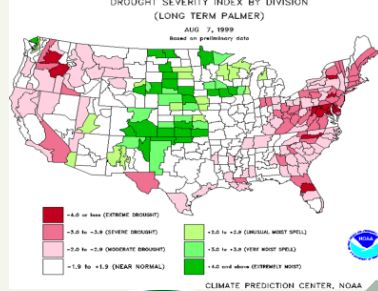 DROUGHT SEVERITY INDEX BY DIVISION
(LONG TERM PALMER)
AUG 7, 1999
Based on preliminary data
-4.0 or less (EXTREME DROUGHT)
-3.0 to -3.9 (SEVERE DROUGHT)
-2.0 to -2.9 (MODERATE DROUGHT)
-1.9 to +1.9 (NEAR NORMAL)
+2.0 to +2.9 (UNUSUAL MOIST SPELL)
+3.0 to +3.9 (VERY MOIST SPELL)
+4.0 and above (EXTREMELY MOIST)
NOAA
CLIMATE PREDICTION CENTER, NOAA